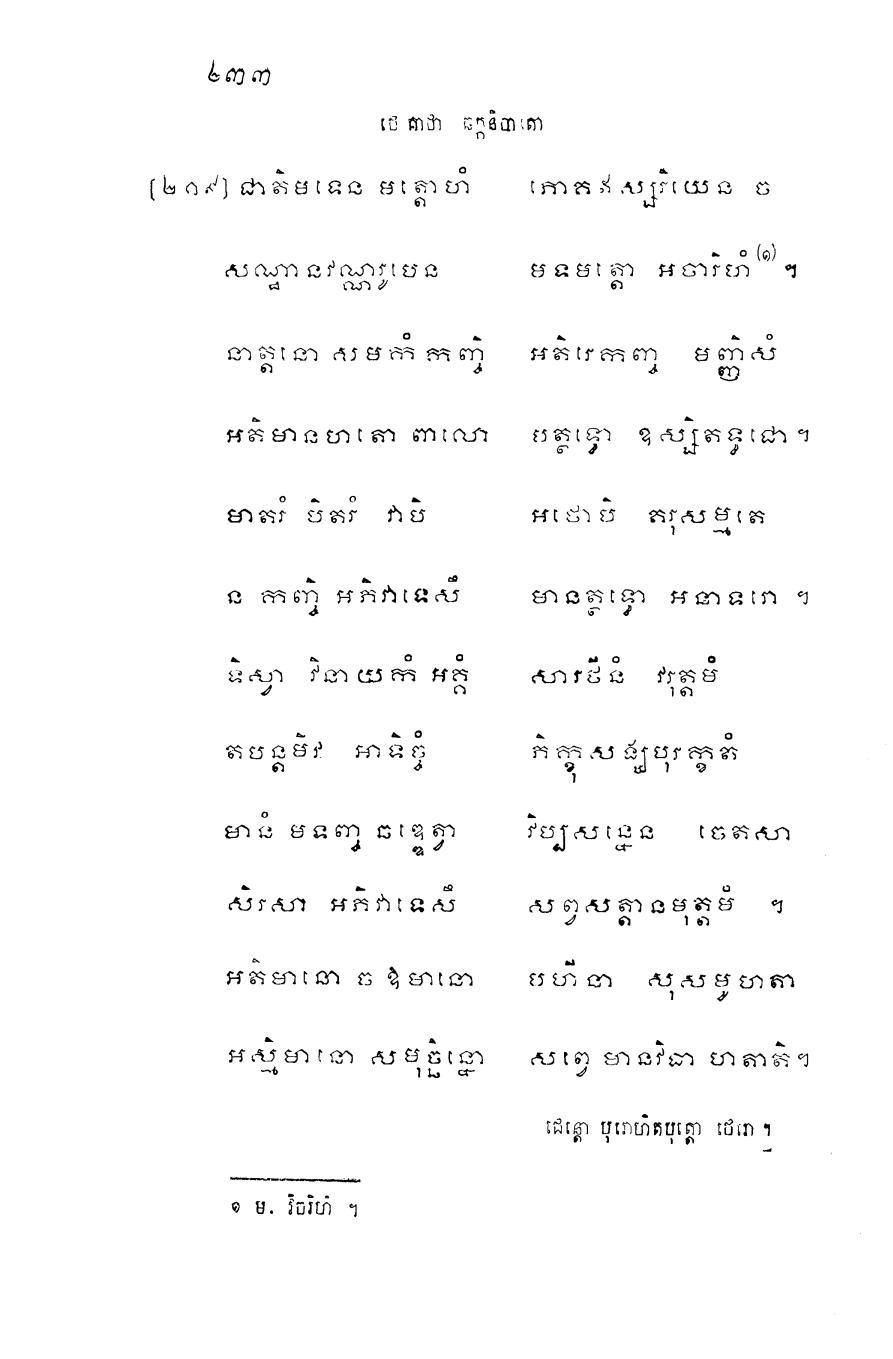 ៤៣៣
ថេរគាថា ឆក្កនិបាតោ
[២១៩] ជាតិមទេន មត្តោហំ ភោគឥស្សរិយេន ច
សណ្ឋានវណ្ណរូបេន មទមត្តោ អចារិហំ (១) ។
នាត្តនោ សមកំ កញ្ចិ អតិរេកញ្ច មញ្ញិសំ
អតិមានហតោ ពាលោ បត្ថទ្ធោ ឧស្សិតទ្ធជោ ។
មាតរំ បិតរំ វាបិ អថោបិ គរុសម្មតេ
ន កញ្ចិ អភិវាទេសឹ មានត្ថទ្ធោ អនាទរោ ។
ទិស្វា វិនាយកំ អគ្គំ សារថីនំ វរុត្តមំ
តបន្តមិវ អាទិច្ចំ ភិក្ខុសង្ឃបុរក្ខតំ
មានំ មទញ្ច ឆឌ្ឌេត្វា វិប្បសន្នេន ចេតសា
សិរសា អភិវាទេសឹ សព្វសត្តានមុត្តមំ ។
អតិមានោ ច ឱមានោ បហីនា សុសមូហតា
អស្មិមានោ សមុច្ឆិន្នោ សព្វេ មានវិធា ហតាតិ ។
ជេន្តោ បុរោហិតបុត្តោ ថេរោ ។
១ ម. វិចរិហំ ។